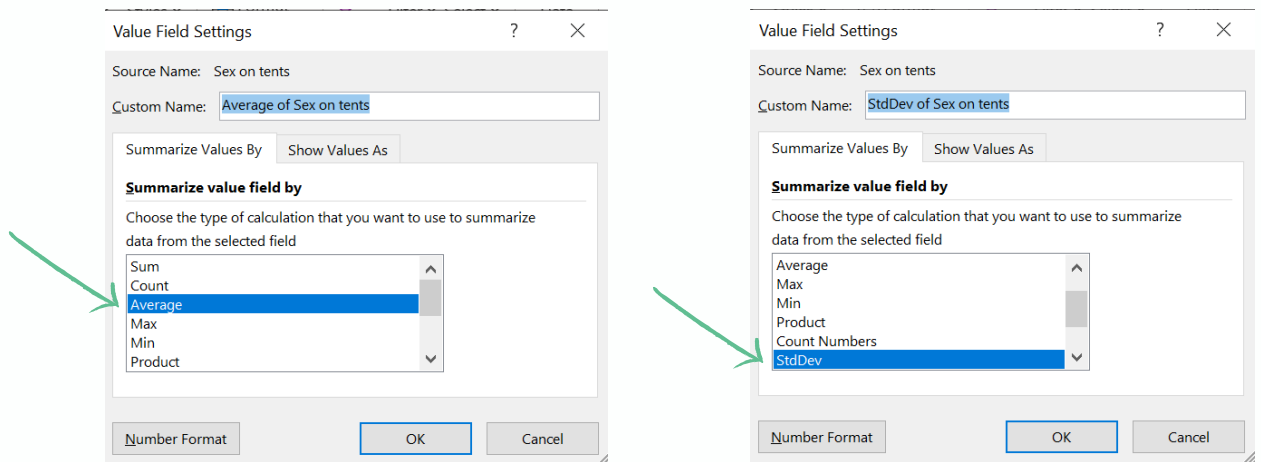 Value Field Settings ?
Source Name: Sex on tents
Custom Name: Average of Sex on tents
Summarize Values By Show Values As
Summarize value field by
Choose the type of calculation that you want to use to summarize
data from the selected field
Sum
Count
Average
Max
Min
Product
Number Format OK Cancel
Value Field Settings ?
Source Name: Sex on tents
Custom Name: StdDev of Sex on tents
Summarize Values By Show Values As
Summarize value field by
Choose the type of calculation that you want to use to summarize
data from the selected field
Average
Max
Min
Product
Count Numbers
StdDev
Number Format OK Cancel